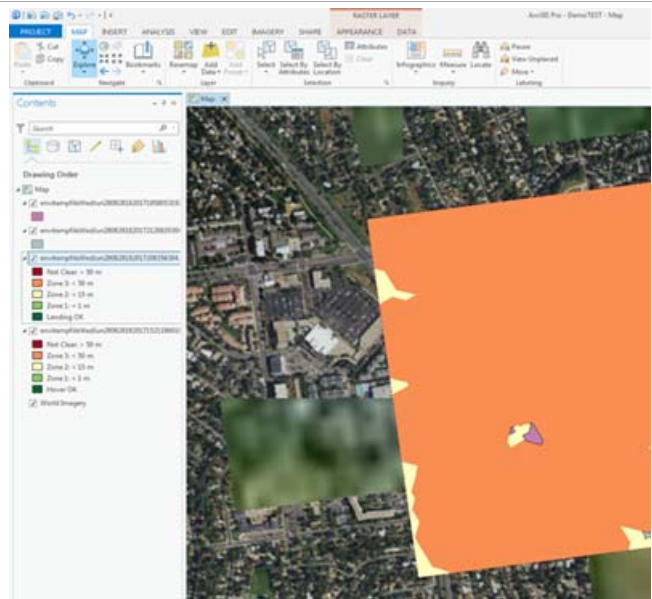 RASTER LAYER
ArcGIS Pro - DemoTEST - Map
PROJECT MAP INSERT ANALYSIS VIEW EDIT IMAGERY SHARE APPEARANCE DATA
Cut
Copy
Paste
Explore
Bookmarks
Basemap
Add Data
Add Preset
Select
Select By Attributes
Select By Location
Attributes
Clear
Infographics
Measure
Locate
Pause
View Unplaced
More
Clipboard
Navigate
Layer
Selection
Inquiry
Labeling
Contents
Map
Search
Drawing Order
Map
Not Clear: > 30 m
Zone 3: < 30 m
Zone 2: < 15 m
Zone 1: < 1 m
Landing OK
Not Clear: > 30 m
Zone 3: < 30 m
Zone 2: < 15 m
Zone 1: < 1 m
Hover OK
World Imagery